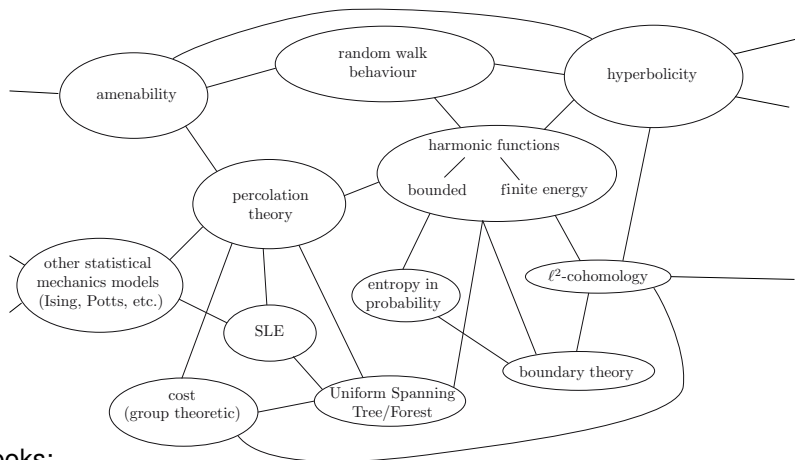 random walk
behaviour
hyperbolicity
amenability
harmonic functions
bounded
finite energy
percolation
theory
other statistical
mechanics models
(Ising, Potts, etc.)
entropy in
probability
ℓ²-cohomology
SLE
boundary theory
cost
(group theoretic)
Uniform Spanning
Tree/Forest